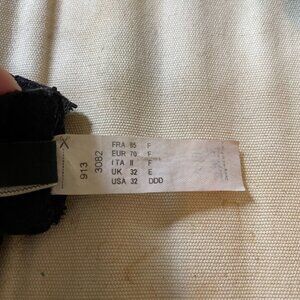 X
913
3082
FRA 85 F
EUR 70 F
ITA II F
UK 32 E
USA 32 DDD